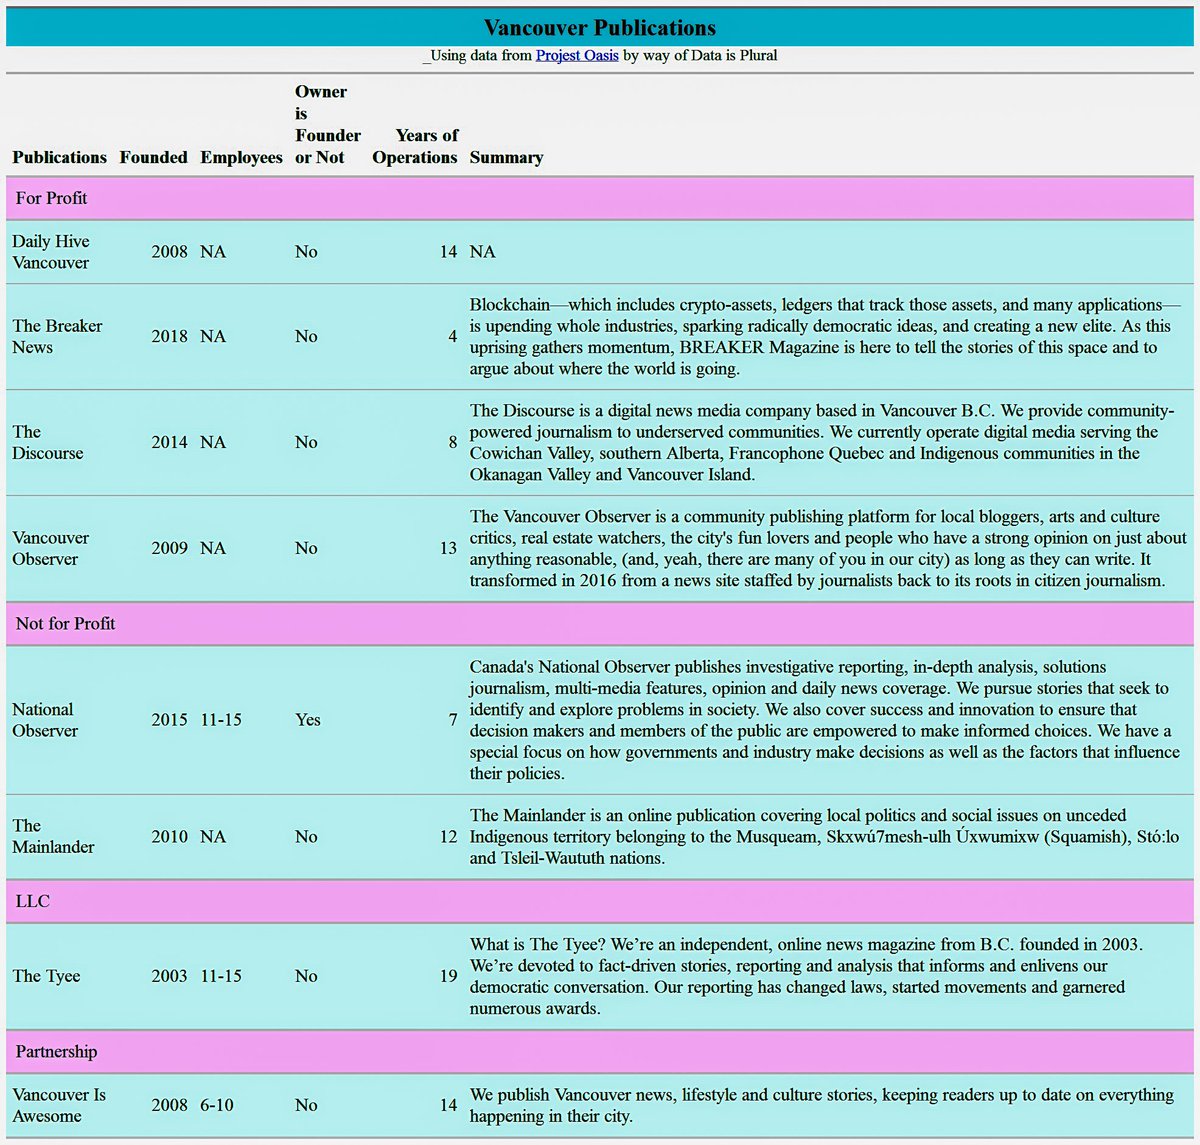 Vancouver Publications
_Using data from Projest Oasis by way of Data is Plural
Owner
is
Founder
Years of
Publications Founded Employees or Not Operations Summary
For Profit
Daily Hive
Vancouver
2008 NA No 14 NA
The Breaker
News
2018 NA No 4
Blockchain—which includes crypto-assets, ledgers that track those assets, and many applications—
is upending whole industries, sparking radically democratic ideas, and creating a new elite. As this
uprising gathers momentum, BREAKER Magazine is here to tell the stories of this space and to
argue about where the world is going.
The
Discourse
2014 NA No 8
The Discourse is a digital news media company based in Vancouver B.C. We provide community-
powered journalism to underserved communities. We currently operate digital media serving the
Cowichan Valley, southern Alberta, Francophone Quebec and Indigenous communities in the
Okanagan Valley and Vancouver Island.
Vancouver
Observer
2009 NA No 13
The Vancouver Observer is a community publishing platform for local bloggers, arts and culture
critics, real estate watchers, the city's fun lovers and people who have a strong opinion on just about
anything reasonable, (and, yeah, there are many of you in our city) as long as they can write. It
transformed in 2016 from a news site staffed by journalists back to its roots in citizen journalism.
Not for Profit
National
Observer
2015 11-15 Yes 7
Canada's National Observer publishes investigative reporting, in-depth analysis, solutions
journalism, multi-media features, opinion and daily news coverage. We pursue stories that seek to
identify and explore problems in society. We also cover success and innovation to ensure that
decision makers and members of the public are empowered to make informed choices. We have a
special focus on how governments and industry make decisions as well as the factors that influence
their policies.
The
Mainlander
2010 NA No 12
The Mainlander is an online publication covering local politics and social issues on unceded
Indigenous territory belonging to the Musqueam, Skxwú7mesh-ulh Úxwumixw (Squamish), Stó:lo
and Tsleil-Waututh nations.
LLC
The Tyee 2003 11-15 No 19
What is The Tyee? We’re an independent, online news magazine from B.C. founded in 2003.
We’re devoted to fact-driven stories, reporting and analysis that informs and enlivens our
democratic conversation. Our reporting has changed laws, started movements and garnered
numerous awards.
Partnership
Vancouver Is
Awesome
2008 6-10 No 14
We publish Vancouver news, lifestyle and culture stories, keeping readers up to date on everything
happening in their city.